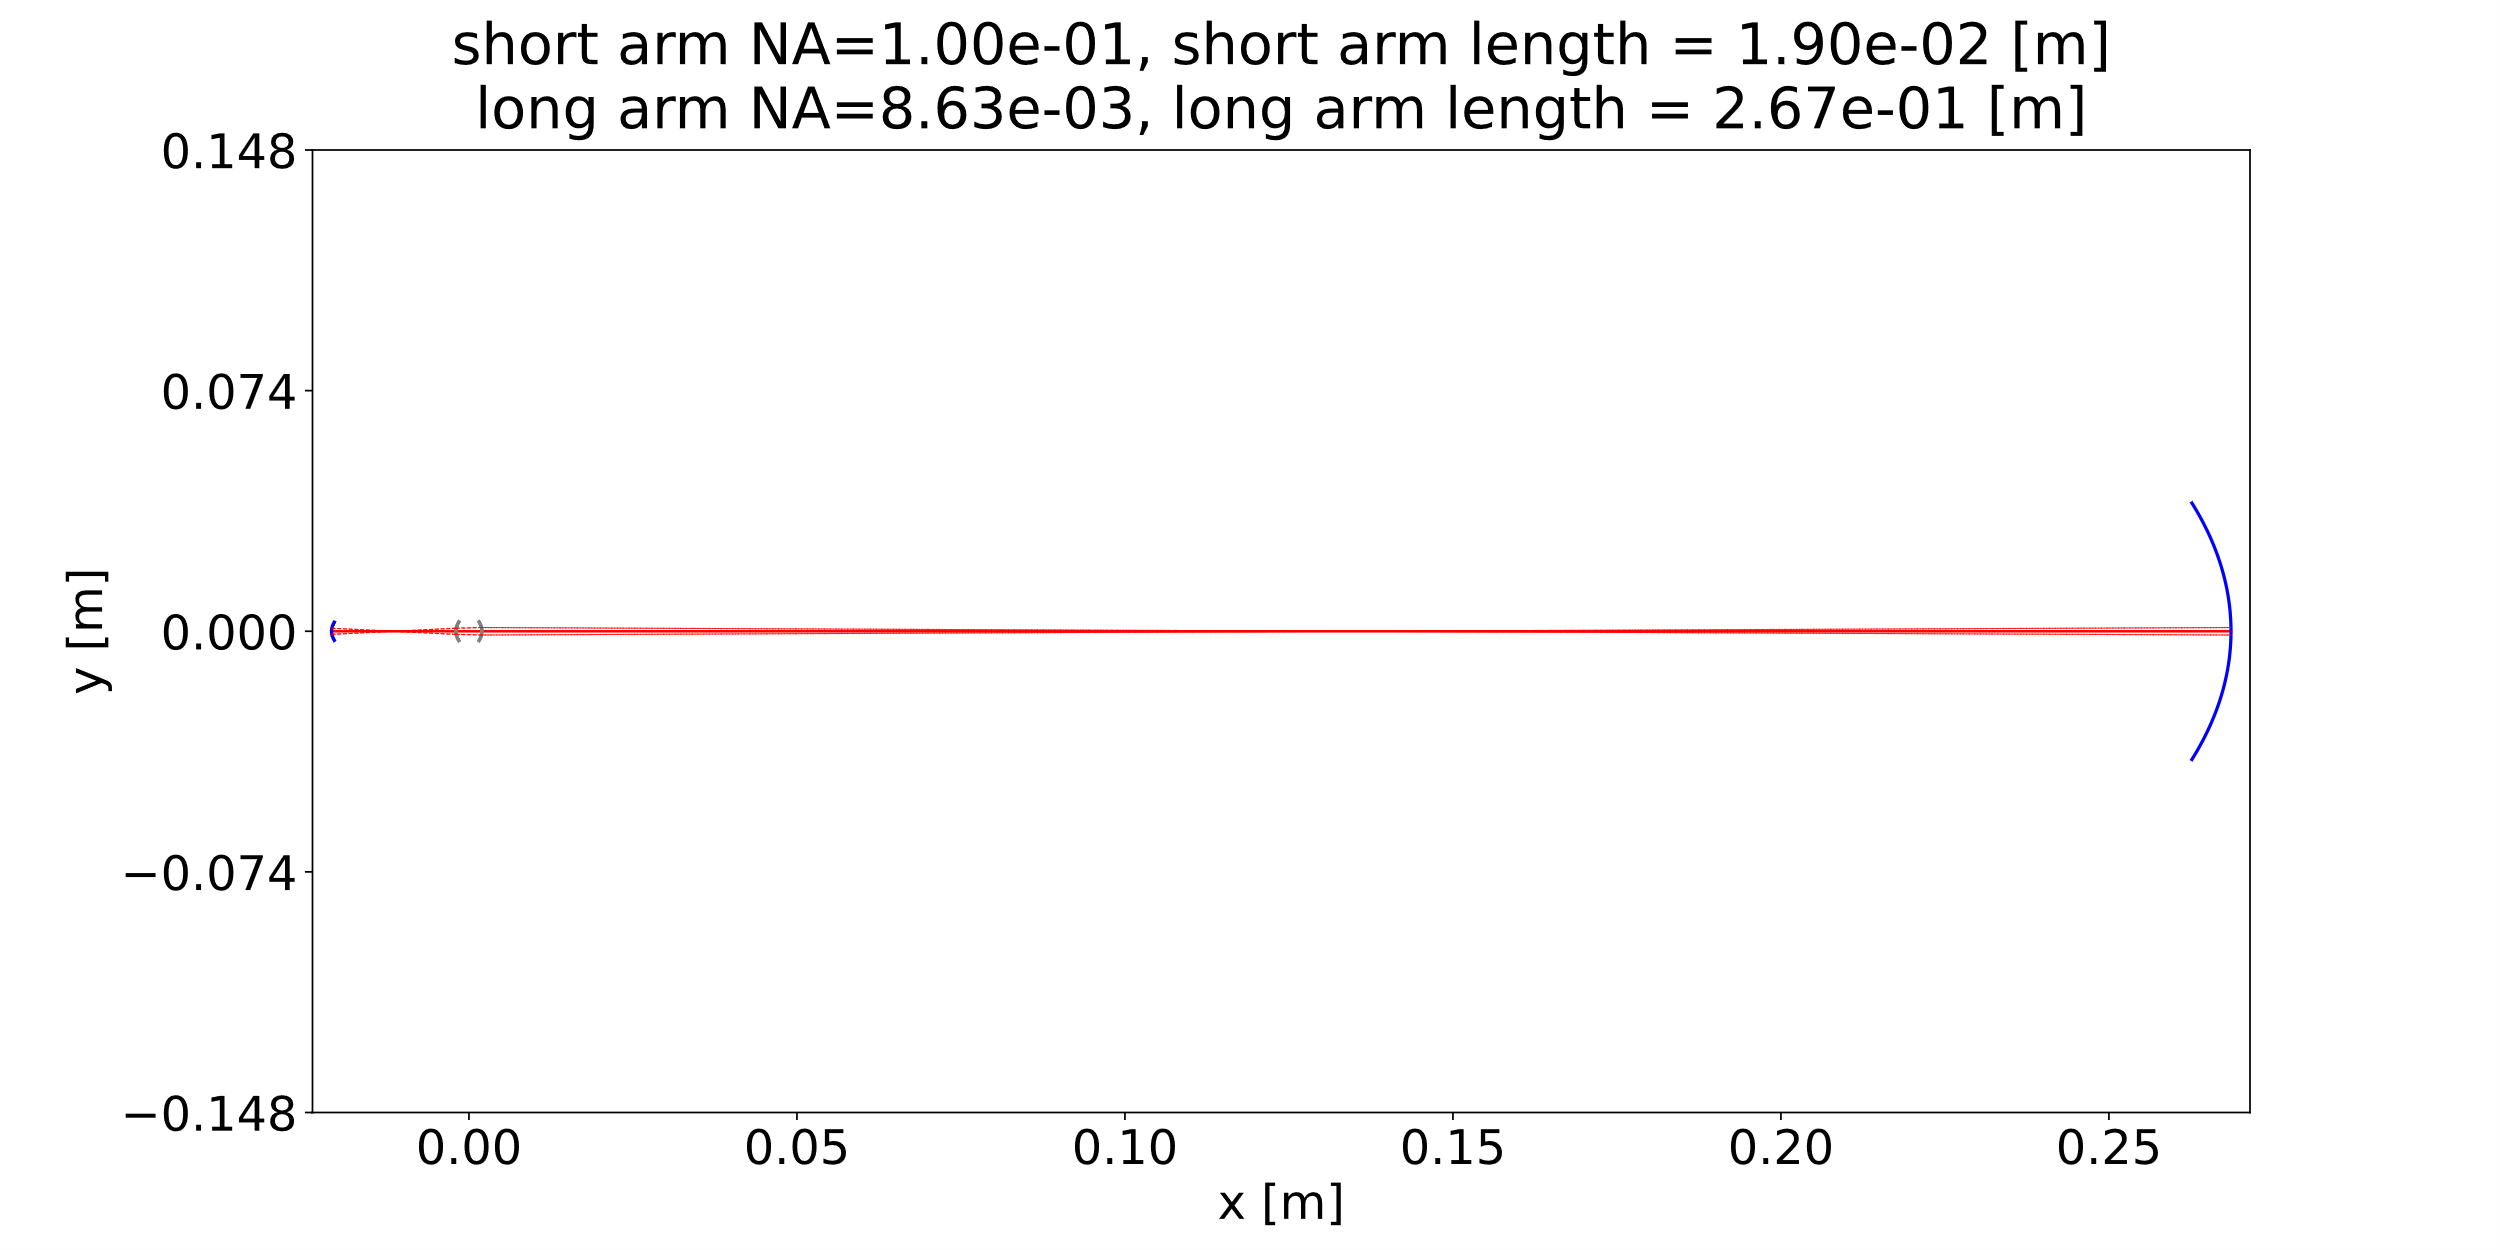 short arm NA=1.00e-01, short arm length = 1.90e-02 [m]
long arm NA=8.63e-03, long arm length = 2.67e-01 [m]
0.148
0.074
0.000
−0.074
−0.148
y [m]
0.00 0.05 0.10 0.15 0.20 0.25
x [m]